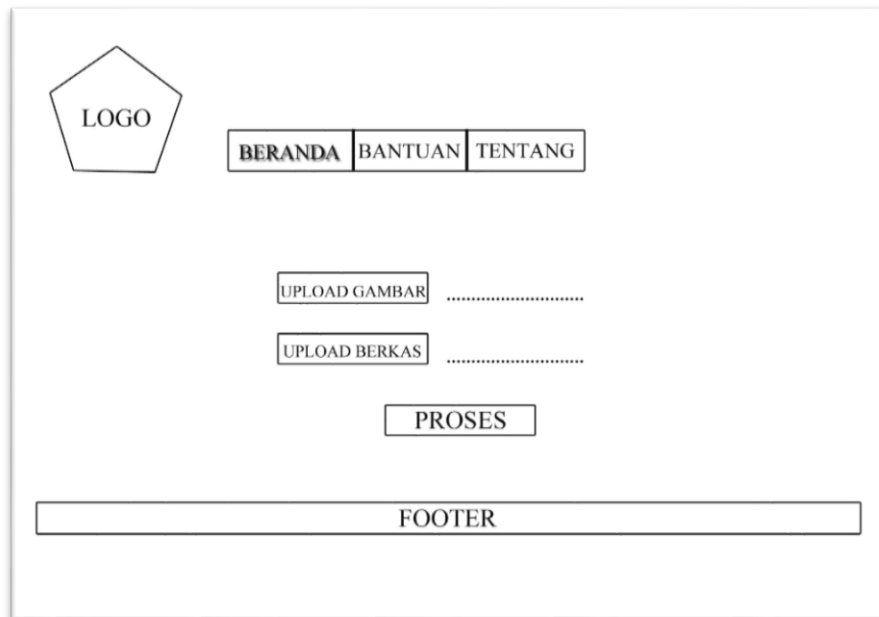 LOGO
BERANDA BANTUAN TENTANG
UPLOAD GAMBAR ............................
UPLOAD BERKAS ............................
PROSES
FOOTER